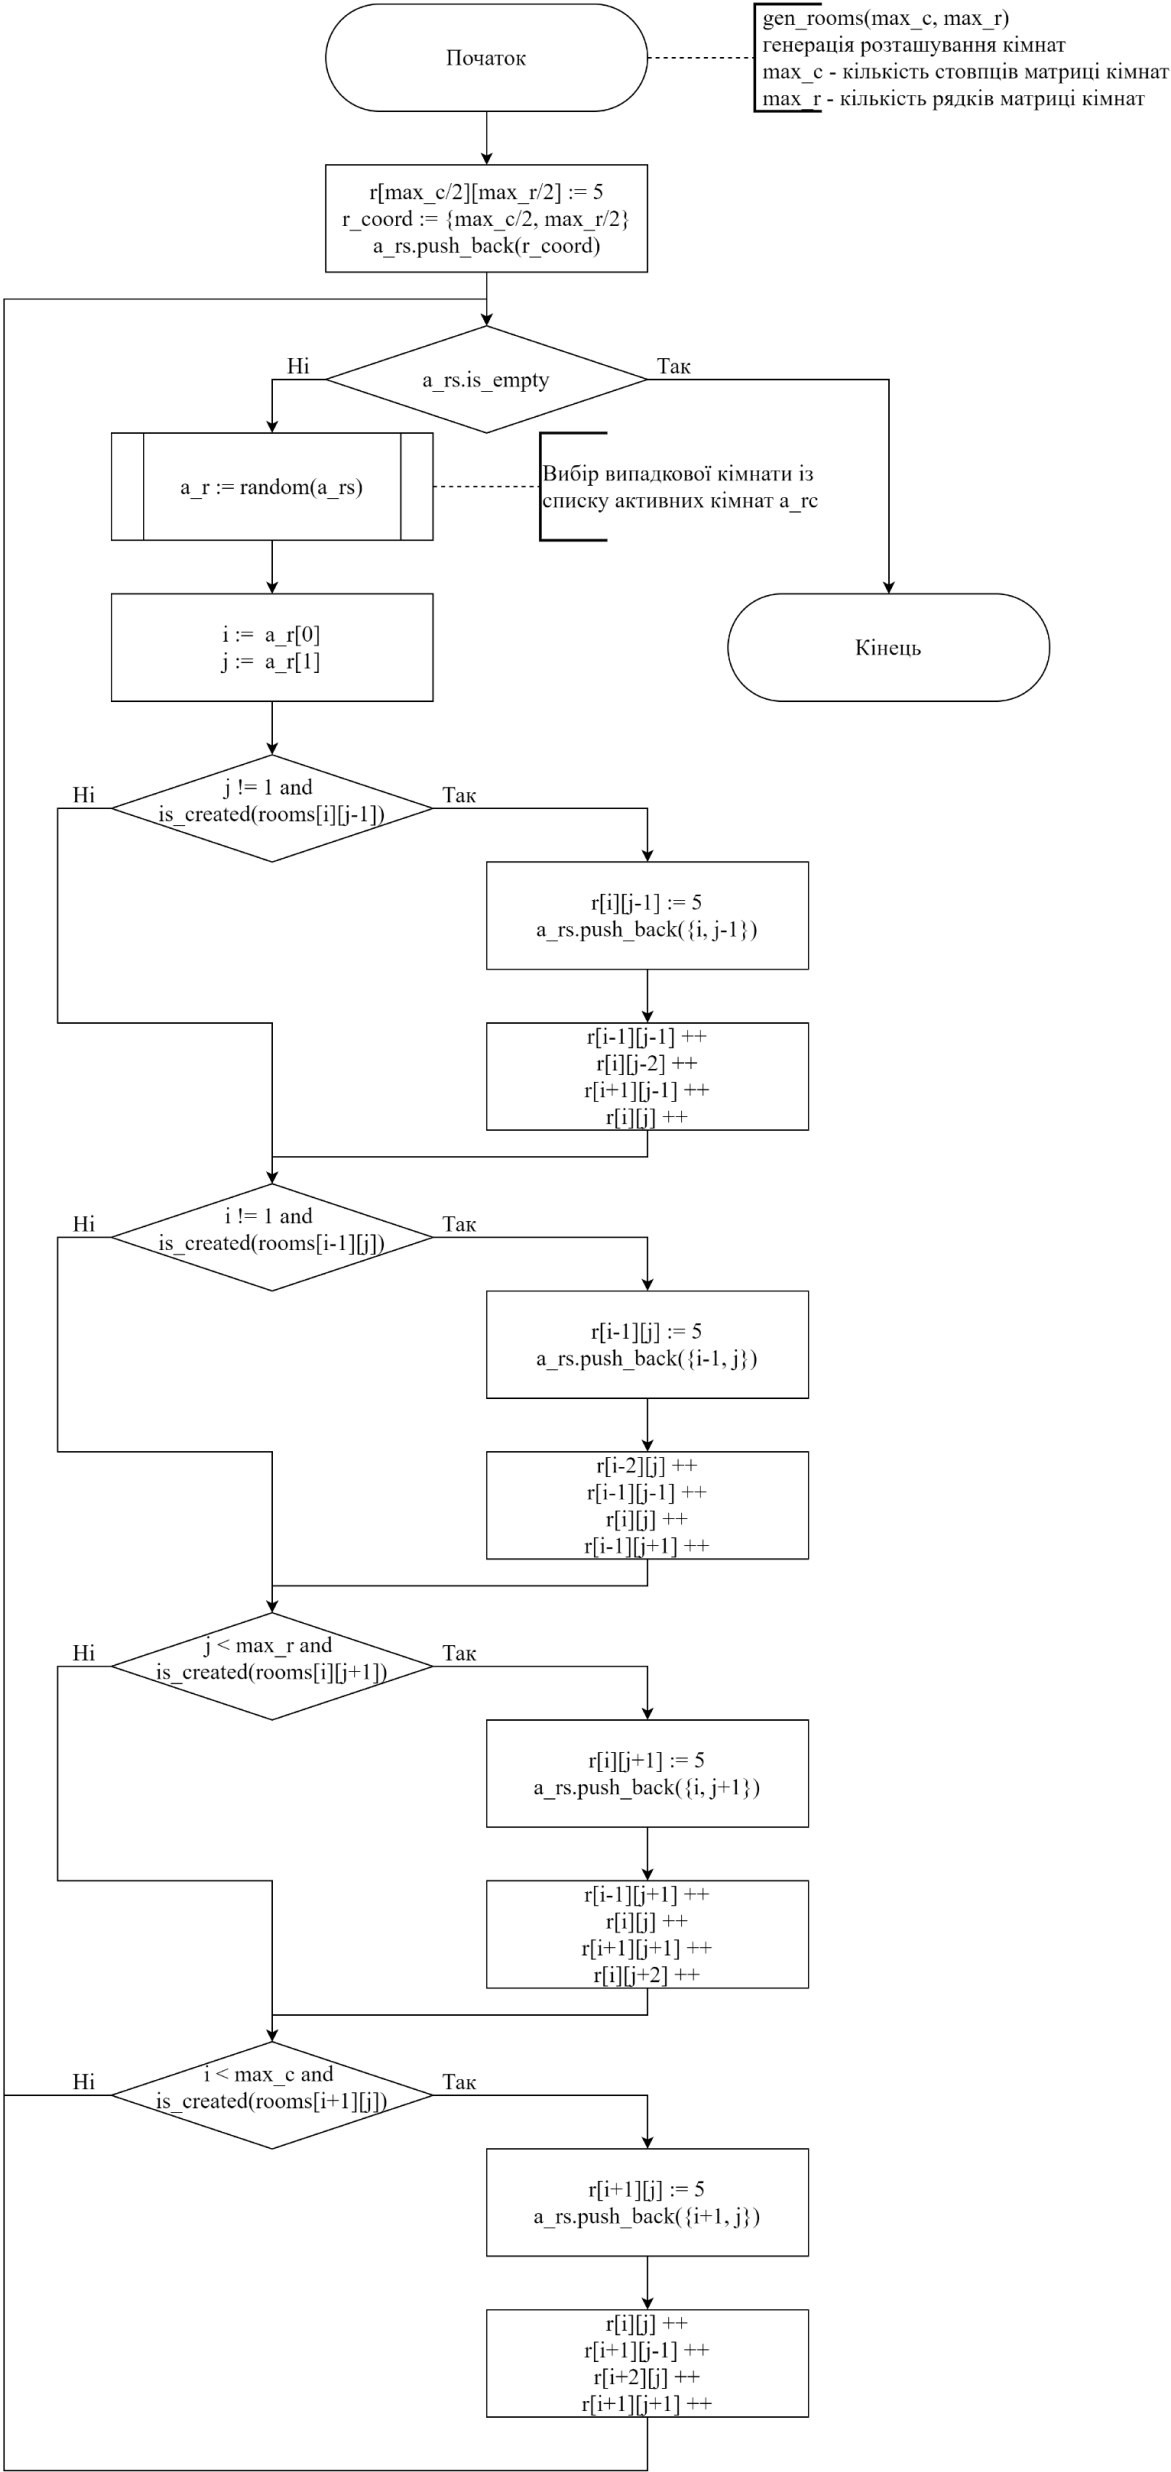 Початок
gen_rooms(max_c, max_r)
генерація розташування кімнат
max_c - кількість стовпців матриці кімнат
max_r - кількість рядків матриці кімнат
r[max_c/2][max_r/2] := 5
r_coord := {max_c/2, max_r/2}
a_rs.push_back(r_coord)
Ні
a_rs.is_empty
Так
a_r := random(a_rs)
Вибір випадкової кімнати із
списку активних кімнат a_rc
i := a_r[0]
j := a_r[1]
Кінець
Ні
j != 1 and
is_created(rooms[i][j-1])
Так
r[i][j-1] := 5
a_rs.push_back({i, j-1})
r[i-1][j-1] ++
r[i][j-2] ++
r[i+1][j-1] ++
r[i][j] ++
Ні
i != 1 and
is_created(rooms[i-1][j])
Так
r[i-1][j] := 5
a_rs.push_back({i-1, j})
r[i-2][j] ++
r[i-1][j-1] ++
r[i][j] ++
r[i-1][j+1] ++
Ні
j < max_r and
is_created(rooms[i][j+1])
Так
r[i][j+1] := 5
a_rs.push_back({i, j+1})
r[i-1][j+1] ++
r[i][j] ++
r[i+1][j+1] ++
r[i][j+2] ++
Ні
i < max_c and
is_created(rooms[i+1][j])
Так
r[i+1][j] := 5
a_rs.push_back({i+1, j})
r[i][j] ++
r[i+1][j-1] ++
r[i+2][j] ++
r[i+1][j+1] ++